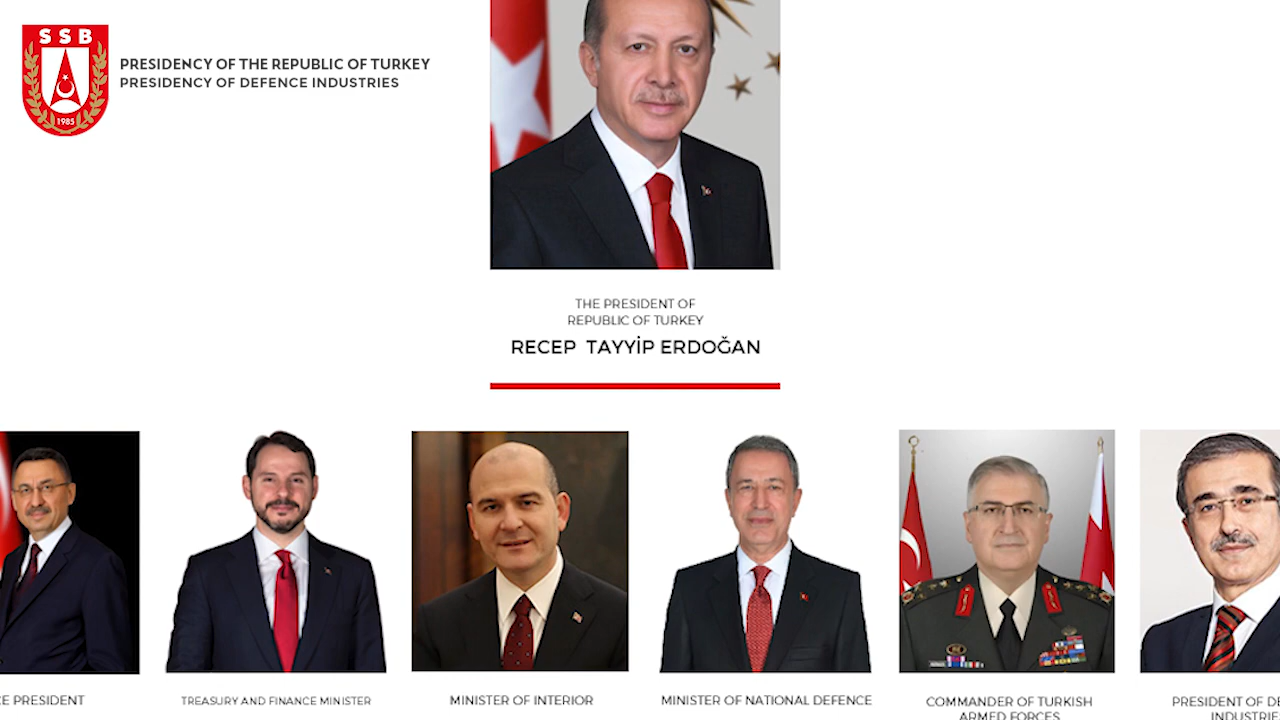 SSB
1985
PRESIDENCY OF THE REPUBLIC OF TURKEY
PRESIDENCY OF DEFENCE INDUSTRIES
THE PRESIDENT OF
REPUBLIC OF TURKEY
RECEP TAYYİP ERDOĞAN
CE PRESIDENT
TREASURY AND FINANCE MINISTER
MINISTER OF INTERIOR
MINISTER OF NATIONAL DEFENCE
COMMANDER OF TURKISH
ARMED FORCES
PRESIDENT OF DE
INDUSTRIE